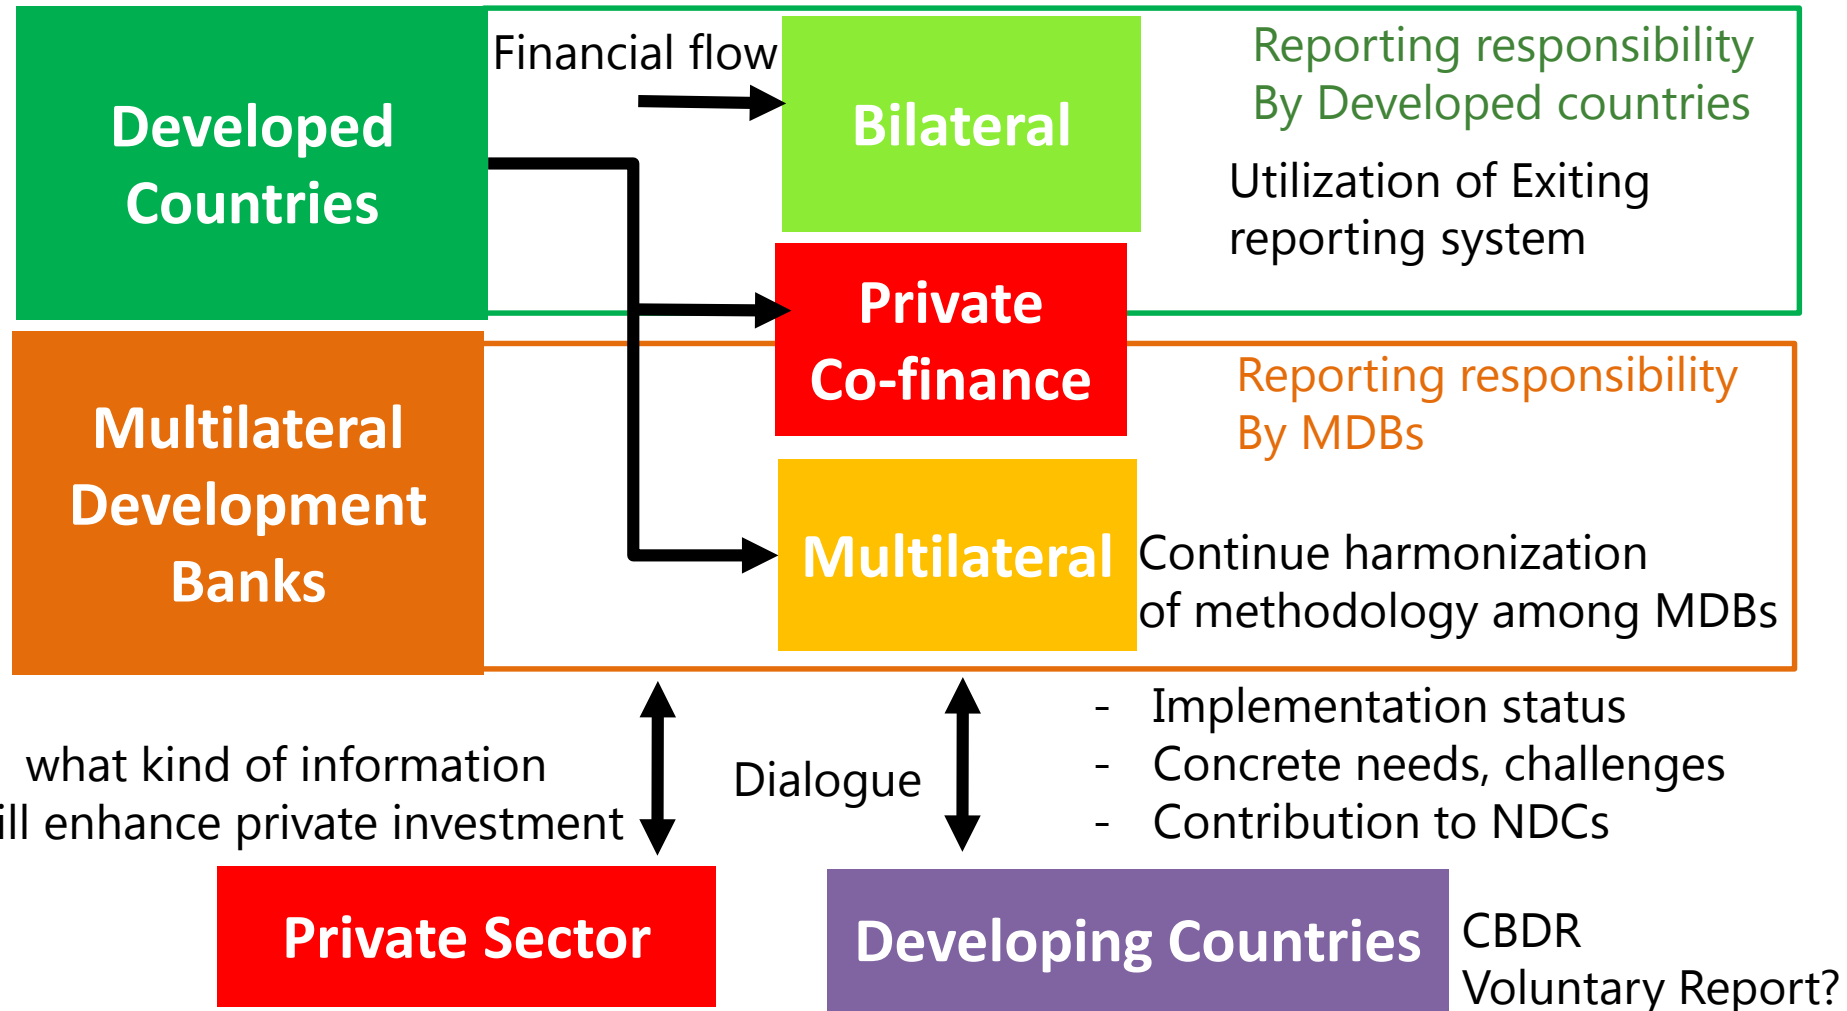 Developed
Countries
Financial flow
Bilateral
Reporting responsibility
By Developed countries
Utilization of Exiting
reporting system
Private
Co-finance
Multilateral
Development
Banks
Reporting responsibility
By MDBs
Multilateral
Continue harmonization
of methodology among MDBs
what kind of information
ill enhance private investment
Dialogue
- Implementation status
- Concrete needs, challenges
- Contribution to NDCs
Private Sector
Developing Countries
CBDR
Voluntary Report?